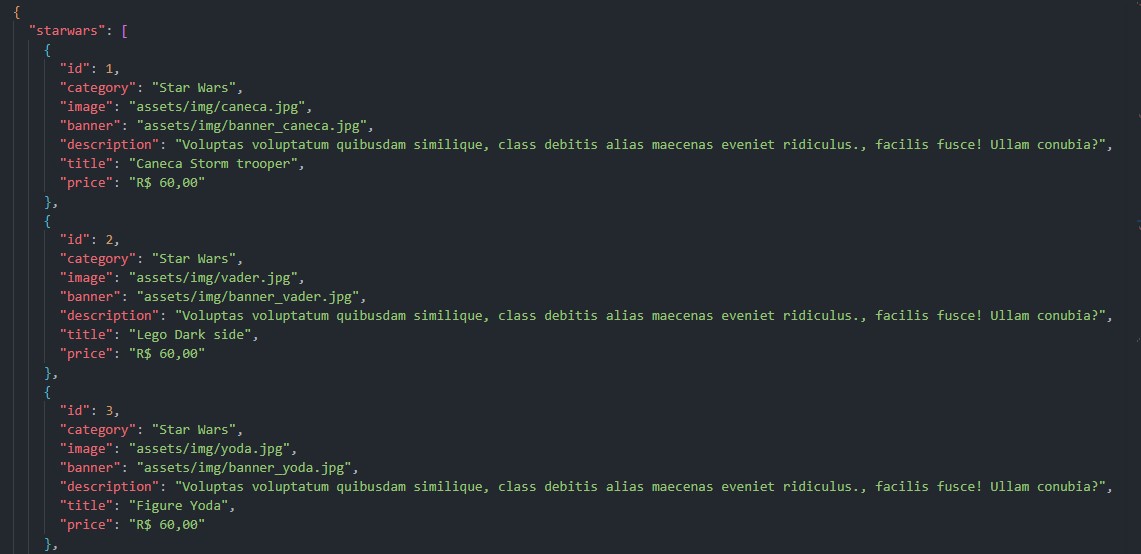 {
"starwars": [
{
"id": 1,
"category": "Star Wars",
"image": "assets/img/caneca.jpg",
"banner": "assets/img/banner_caneca.jpg",
"description": "Voluptas voluptatum quibusdam similique, class debitis alias maecenas eveniet ridiculus., facilis fusce! Ullam conubia?",
"title": "Caneca Storm trooper",
"price": "R$ 60,00"
},
{
"id": 2,
"category": "Star Wars",
"image": "assets/img/vader.jpg",
"banner": "assets/img/banner_vader.jpg",
"description": "Voluptas voluptatum quibusdam similique, class debitis alias maecenas eveniet ridiculus., facilis fusce! Ullam conubia?",
"title": "Lego Dark side",
"price": "R$ 60,00"
},
{
"id": 3,
"category": "Star Wars",
"image": "assets/img/yoda.jpg",
"banner": "assets/img/banner_yoda.jpg",
"description": "Voluptas voluptatum quibusdam similique, class debitis alias maecenas eveniet ridiculus., facilis fusce! Ullam conubia?",
"title": "Figure Yoda",
"price": "R$ 60,00"
},